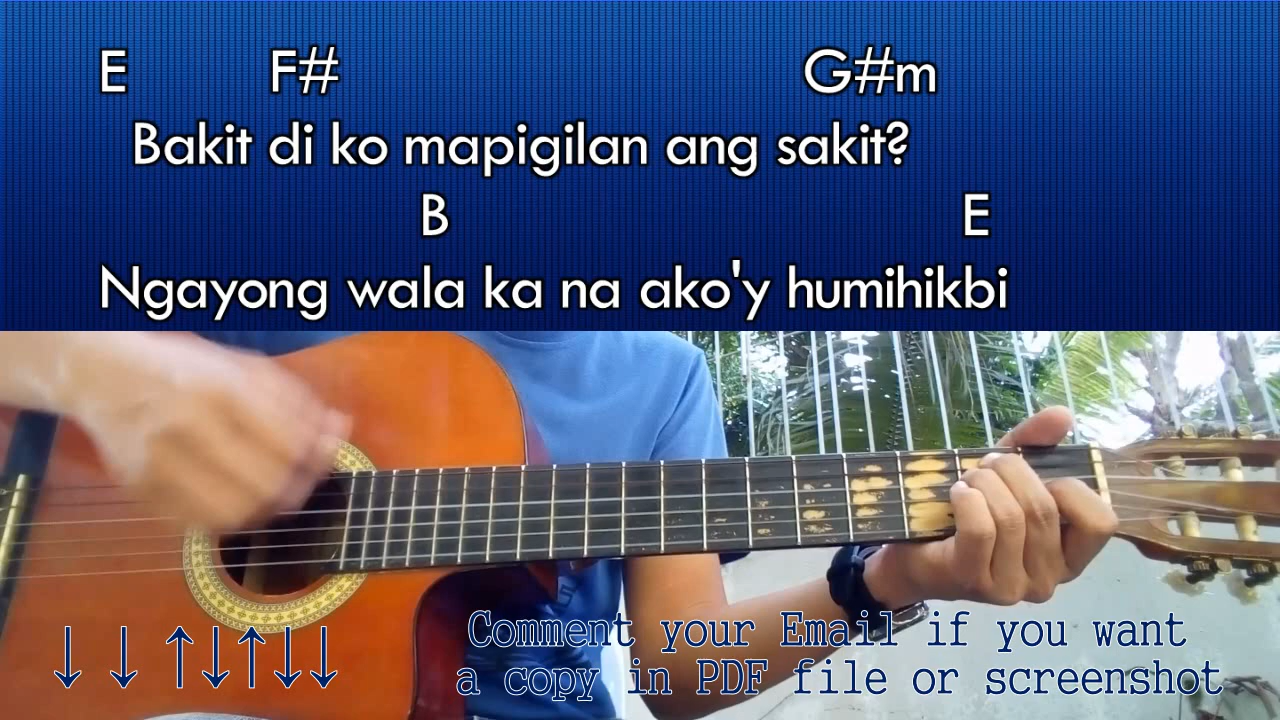 E F# G#m
Bakit di ko mapigilan ang sakit?
B E
Ngayong wala ka na ako'y humihikbi
↓ ↓ ↑↓↑↓↓
Comment your Email if you want
a copy in PDF file or screenshot